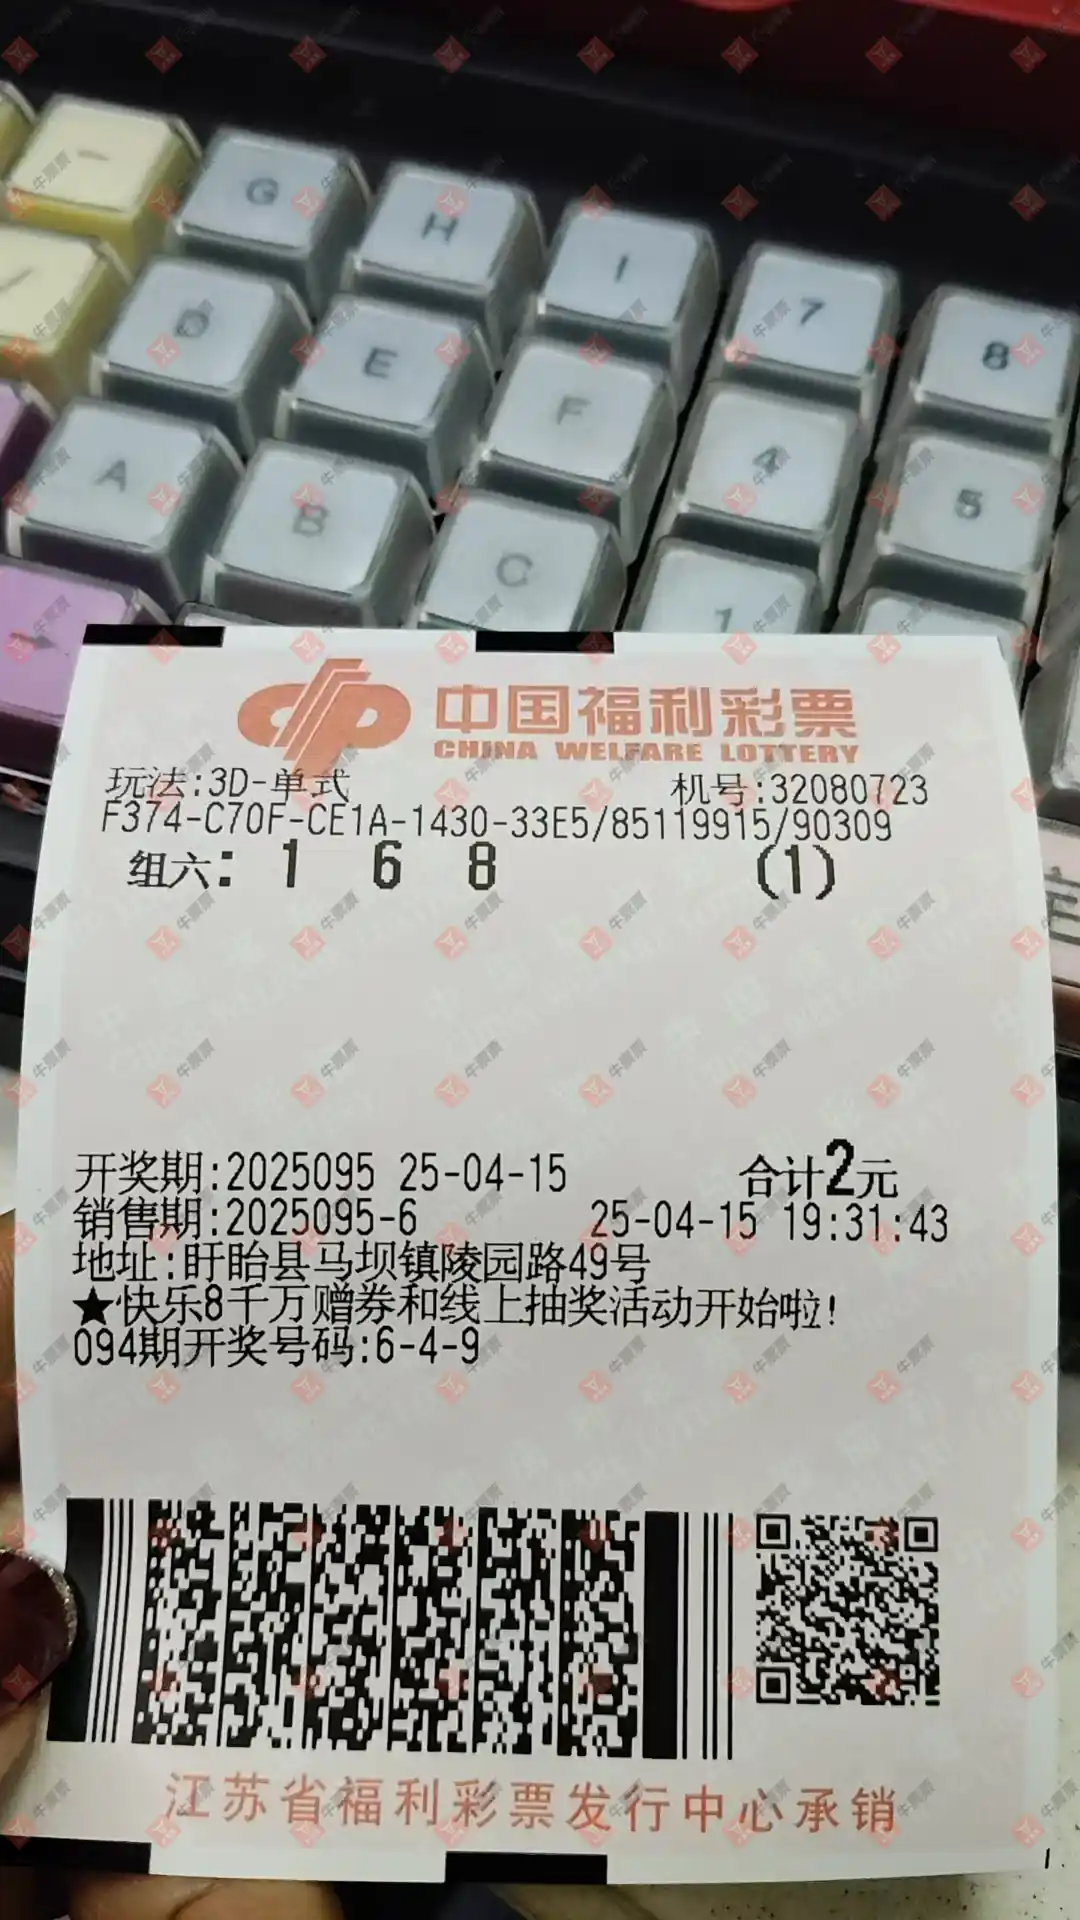 G
H
I
7
8
D
E
F
4
5
A
B
C
1
中国福利彩票
CHINA WELFARE LOTTERY
玩法:3D-单式 机号:32080723
F374-C70F-CE1A-1430-33E5/85119915/90309
组六: 1 6 8 (1)
开奖期:2025095 25-04-15 合计2元
销售期:2025095-6 25-04-15 19:31:43
地址:盱眙县马坝镇陵园路49号
★快乐8千万赠券和线上抽奖活动开始啦!
094期开奖号码:6-4-9
江苏省福利彩票发行中心承销
牛票票